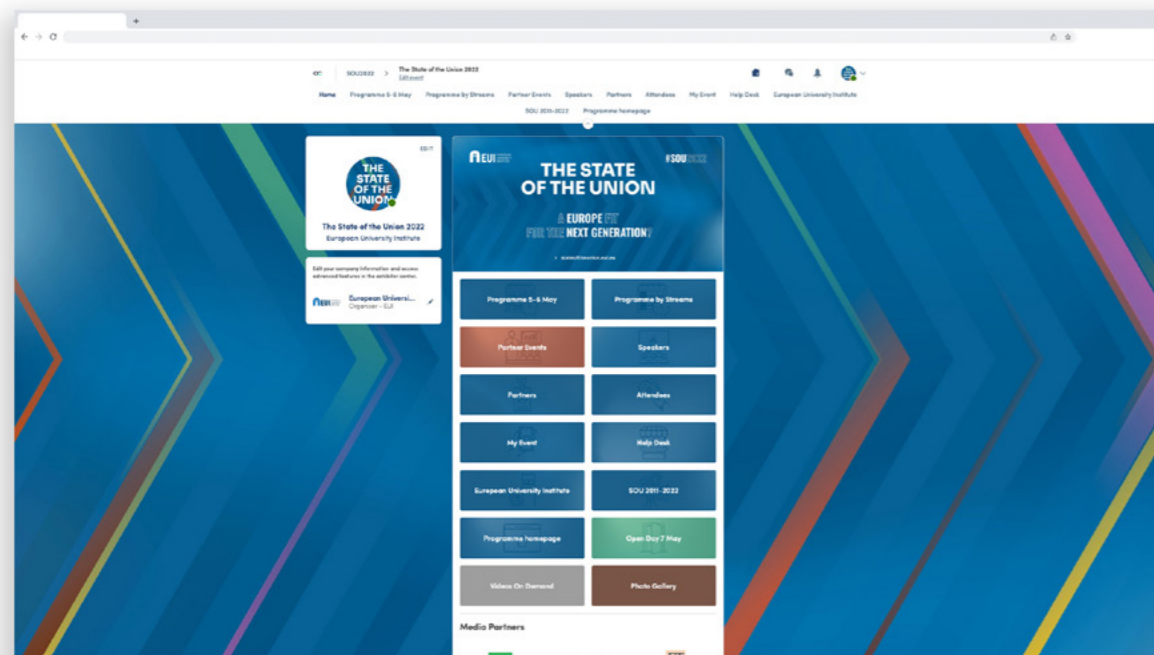 SOU2022 > The State of the Union 2022
Edit event
Home Programme 5-6 May Programme by Streams Partner Events Speakers Partners Attendees My Event Help Desk European University Institute
SOU 2011-2022 Programme homepage
EDIT
THE
STATE
OF THE
UNION
The State of the Union 2022
European University Institute
Edit your company information and access
advanced features in the exhibitor center.
EUI
European Universi...
Organiser - EUI
EUI
#SOU2022
THE STATE
OF THE UNION
A EUROPE FIT
FOR THE NEXT GENERATION?
Programme 5-6 May
Programme by Streams
Partner Events
Speakers
Partners
Attendees
My Event
Help Desk
European University Institute
SOU 2011-2022
Programme homepage
Open Day 7 May
Videos On Demand
Photo Gallery
Media Partners